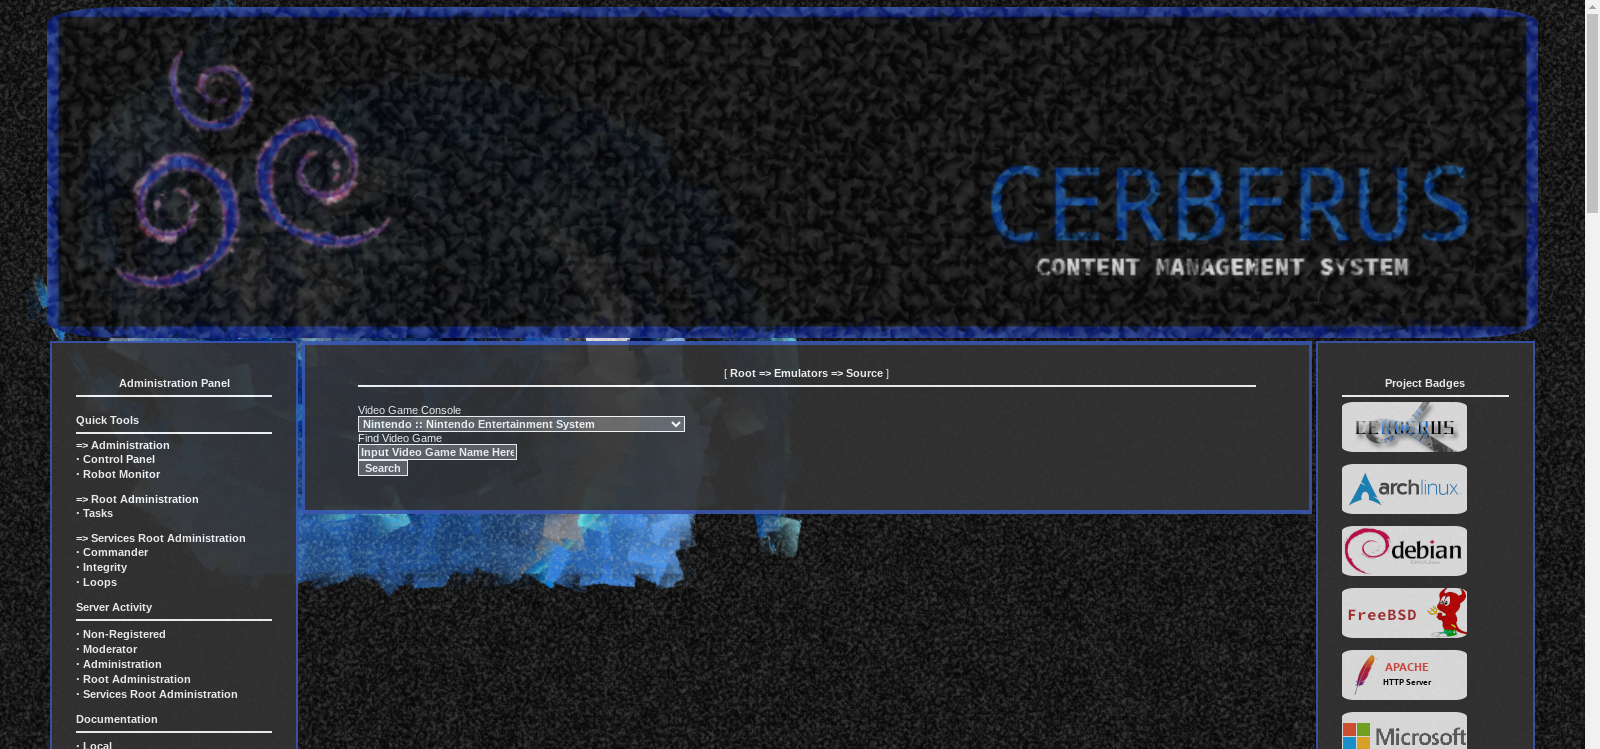 CERBERUS
CONTENT MANAGEMENT SYSTEM
Administration Panel
Quick Tools
=> Administration
· Control Panel
· Robot Monitor
=> Root Administration
· Tasks
=> Services Root Administration
· Commander
· Integrity
· Loops
Server Activity
· Non-Registered
· Moderator
· Administration
· Root Administration
· Services Root Administration
Documentation
· Local
[ Root => Emulators => Source ]
Video Game Console
Nintendo :: Nintendo Entertainment System
Find Video Game
Input Video Game Name Here
Search
Project Badges
CERBERUS
archlinux
debian
FreeBSD
APACHE
HTTP Server
Microsoft